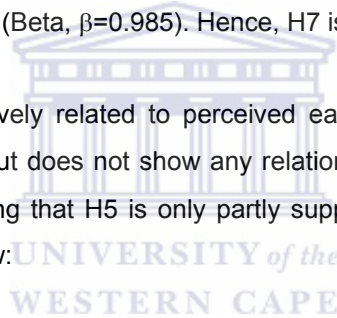 (Beta, β=0.985). Hence, H7 is
vely related to perceived ea
ut does not show any relation
ng that H5 is only partly supp
w:
UNIVERSITY of the
WESTERN CAPE